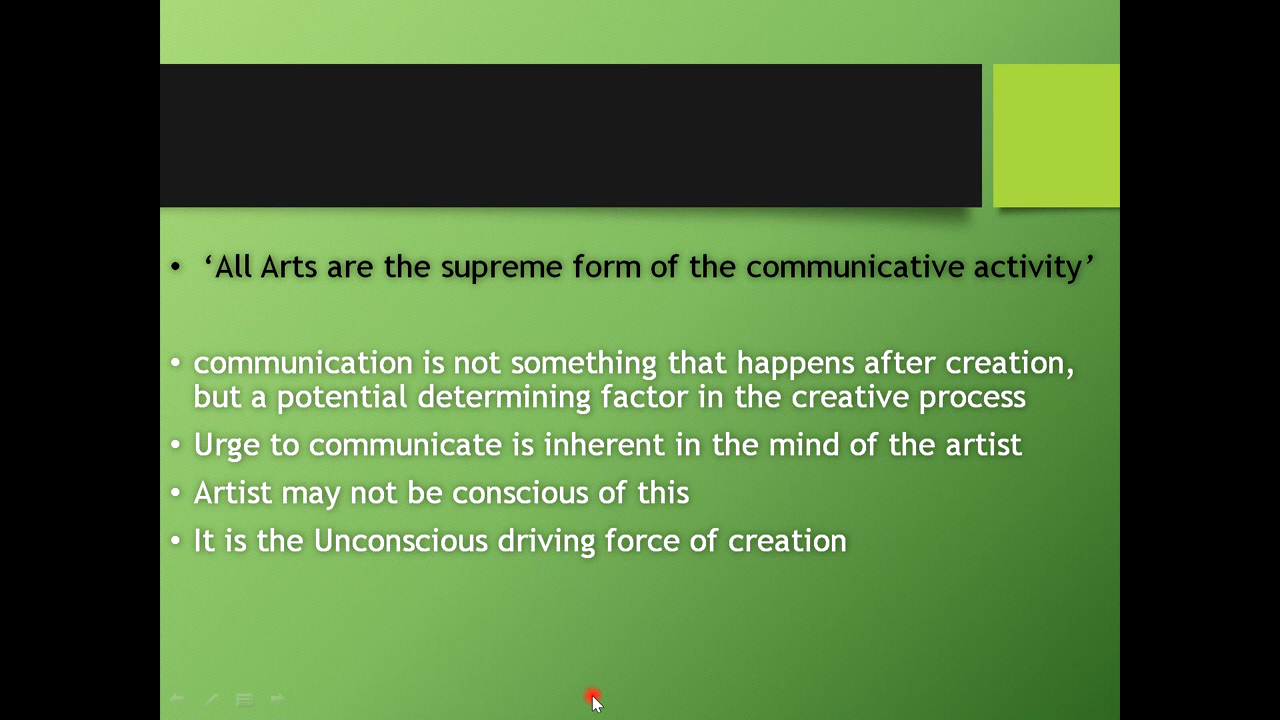 • ‘All Arts are the supreme form of the communicative activity’
• communication is not something that happens after creation,
but a potential determining factor in the creative process
• Urge to communicate is inherent in the mind of the artist
• Artist may not be conscious of this
• It is the Unconscious driving force of creation